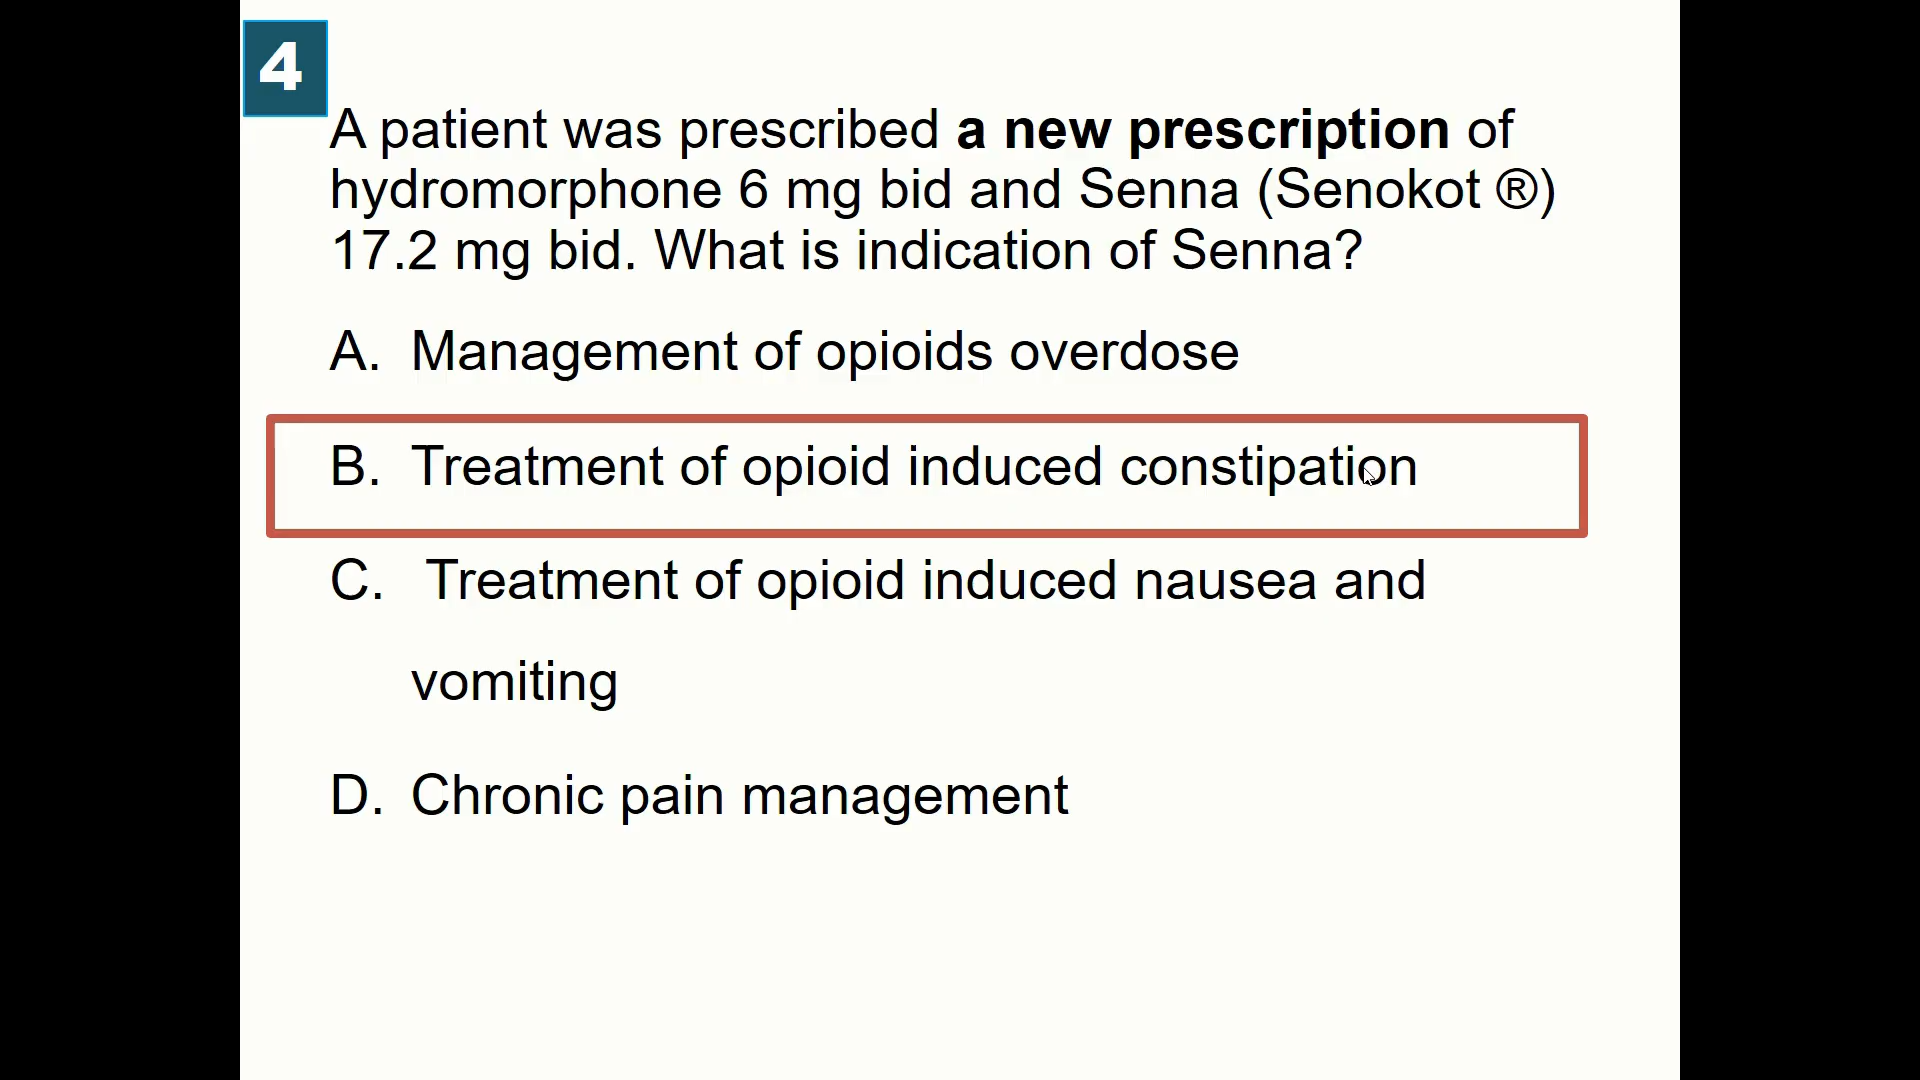 4
A patient was prescribed a new prescription of
hydromorphone 6 mg bid and Senna (Senokot ®)
17.2 mg bid. What is indication of Senna?
A. Management of opioids overdose
B. Treatment of opioid induced constipation
C. Treatment of opioid induced nausea and
vomiting
D. Chronic pain management